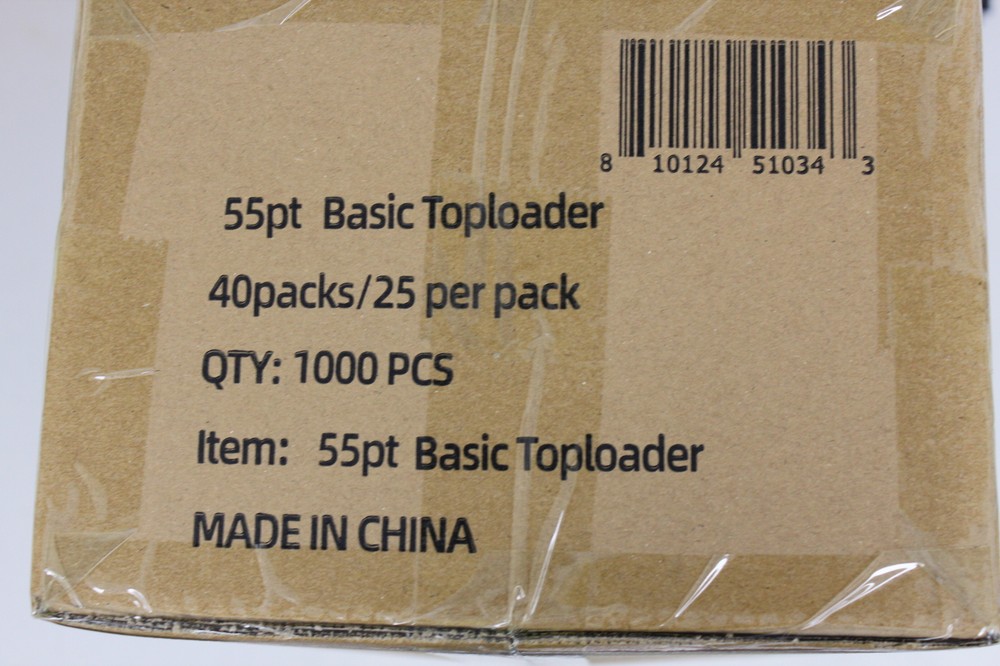 8 10124 51034 3
55pt Basic Toploader
40packs/25 per pack
QTY: 1000 PCS
Item: 55pt Basic Toploader
MADE IN CHINA